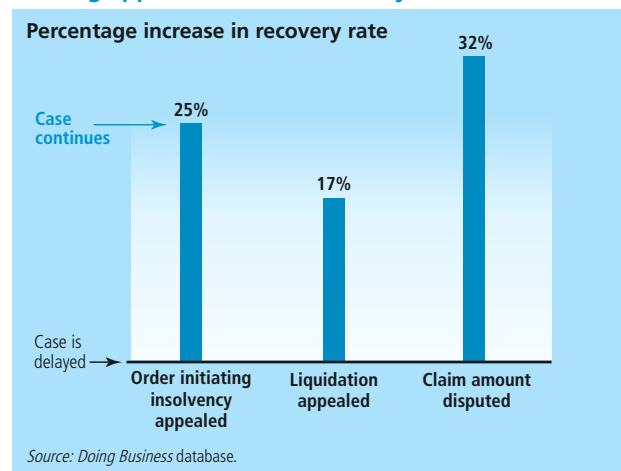 Percentage increase in recovery rate
32%
Case
continues
25%
17%
Case is
delayed
Order initiating
insolvency
appealed
Liquidation
appealed
Claim amount
disputed
Source: Doing Business database.